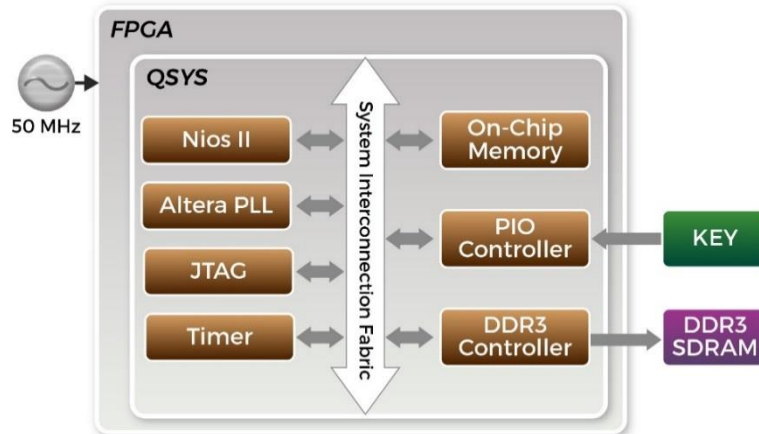 FPGA
QSYS
50 MHz
Nios II
Altera PLL
JTAG
Timer
System Interconnection Fabric
On-Chip
Memory
PIO
Controller
DDR3
Controller
KEY
DDR3
SDRAM